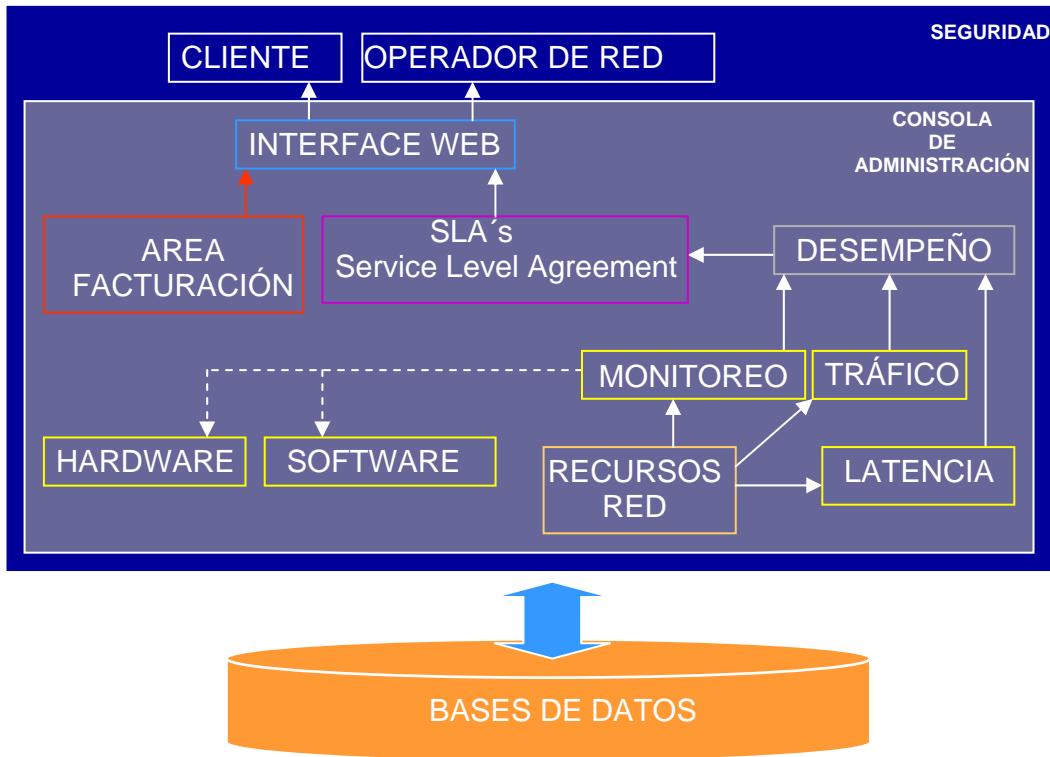 SEGURIDAD
CLIENTE
OPERADOR DE RED
CONSOLA
DE
ADMINISTRACIÓN
INTERFACE WEB
AREA
FACTURACIÓN
SLA´s
Service Level Agreement
DESEMPEÑO
MONITOREO
TRÁFICO
HARDWARE
SOFTWARE
RECURSOS
RED
LATENCIA
BASES DE DATOS